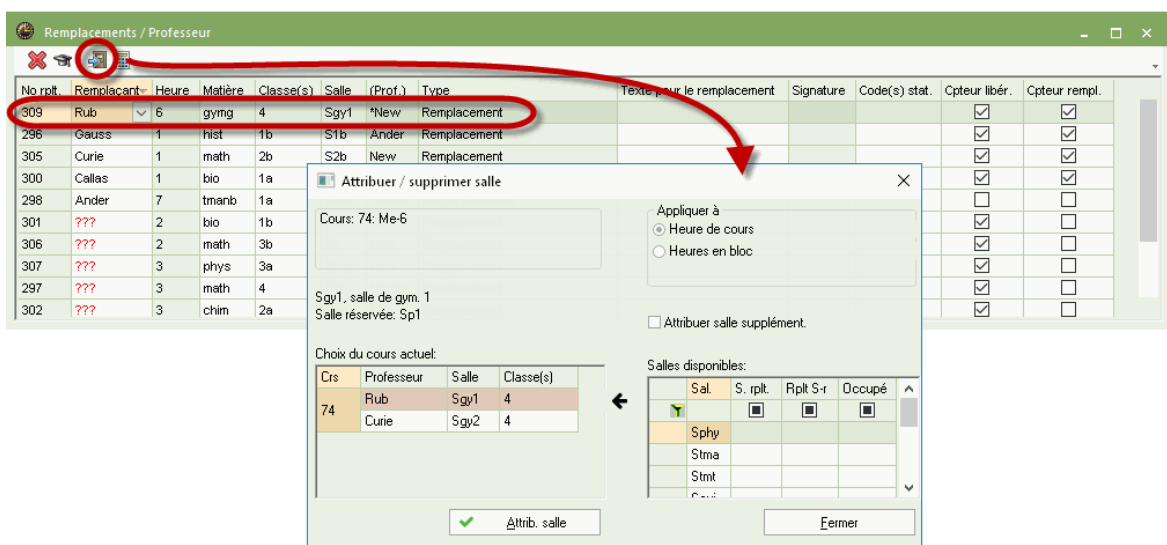 Remplacements / Professeur
No rplt. Remplaçant Heure Matière Classe(s) Salle (Prof.) Type Texte pour le remplacement Signature Code(s) stat. Cpteur libér. Cpteur rempl.
309 Rub 6 gymg 4 Sgy1 *New Remplacement
296 Gauss 1 hist 1b S1b Ander Remplacement
305 Curie 1 math 2b S2b New Remplacement
300 Callas 1 bio 1a
298 Ander 7 tmanb 1a
301 ??? 2 bio 1b
306 ??? 2 math 3b
307 ??? 3 phys 3a
297 ??? 3 math 4
302 ??? 3 chim 2a
Attribuer / supprimer salle
Cours: 74: Me-6
Appliquer à
Heure de cours
Heures en bloc
Sgy1, salle de gym. 1
Salle réservée: Sp1
Attribuer salle supplément.
Choix du cours actuel:
Crs Professeur Salle Classe(s)
74 Rub Sgy1 4
Curie Sgy2 4
Salles disponibles:
Sal. S. rplt. Rplt S-r Occupé
Sphy
Stma
Stmt
Attrib. salle
Fermer